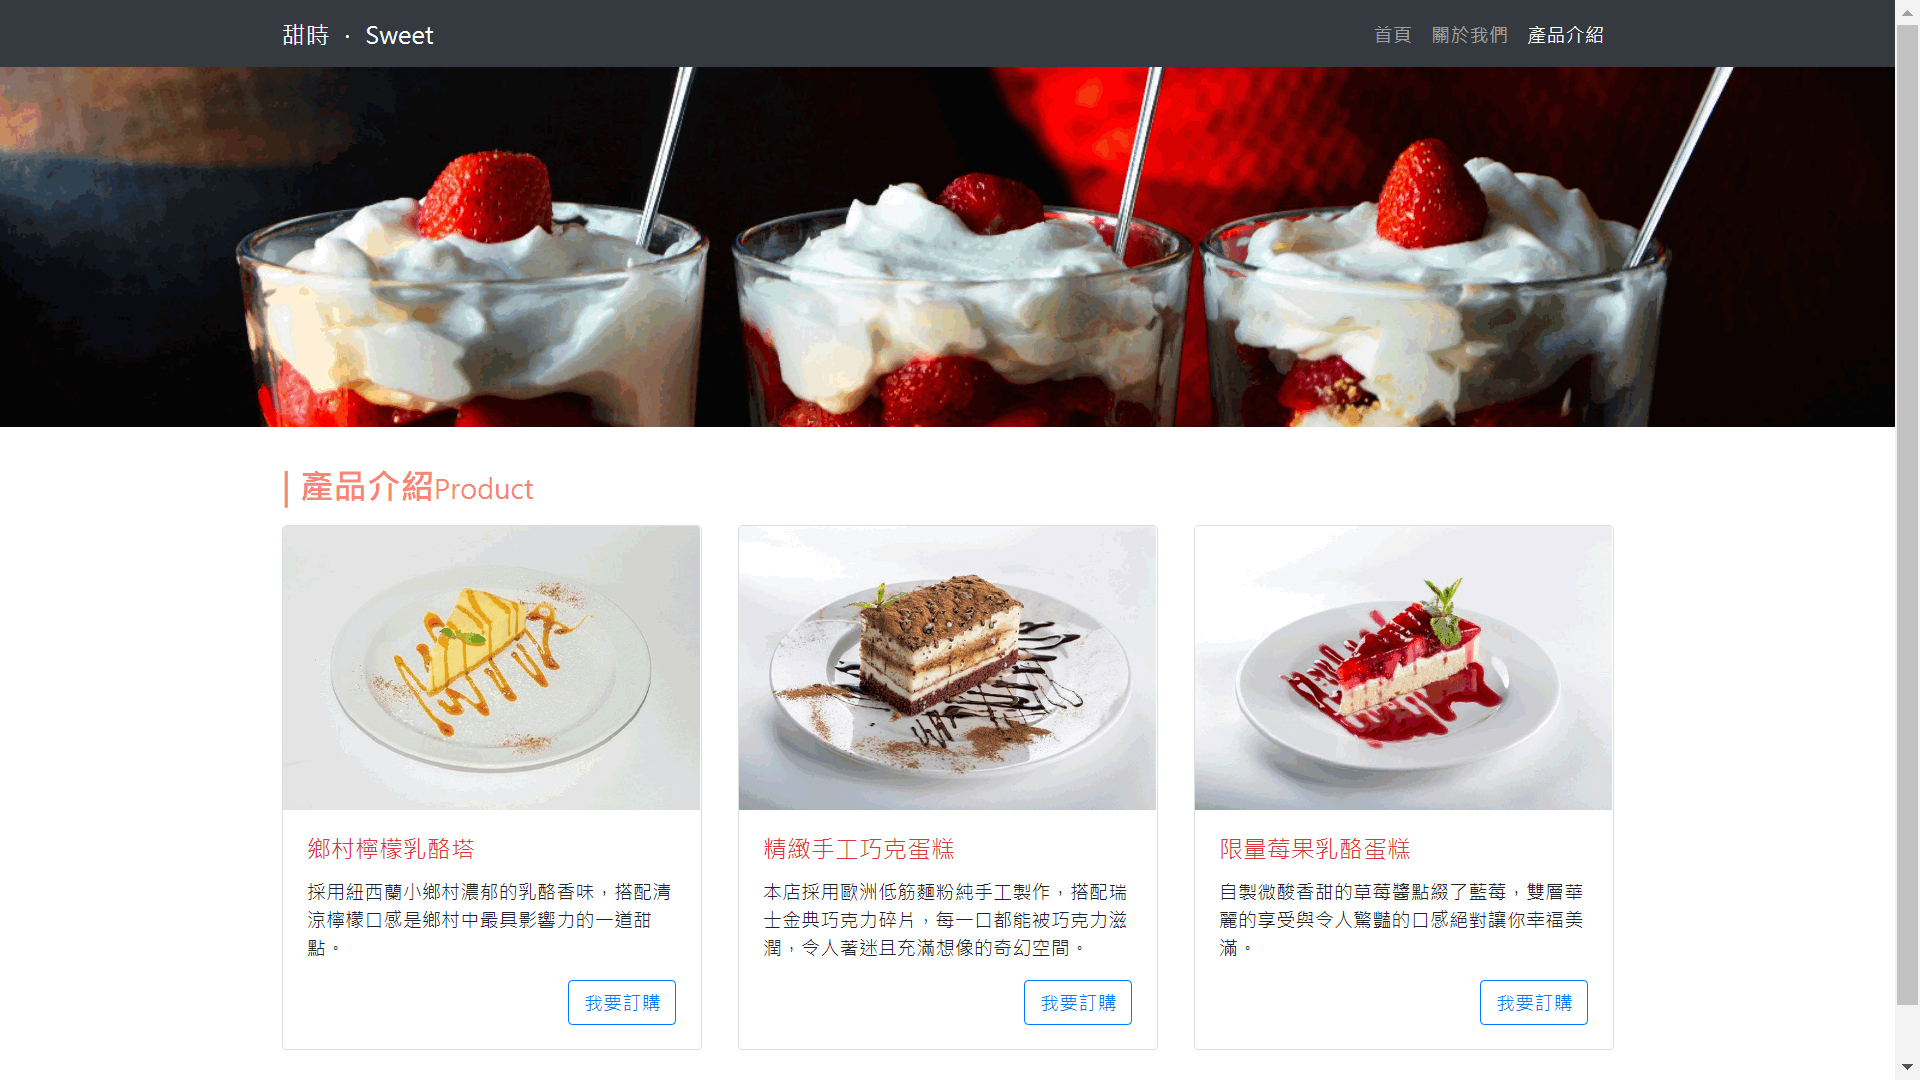 甜時 · Sweet
首頁 關於我們 產品介紹
| 產品介紹Product
鄉村檸檬乳酪塔
採用紐西蘭小鄉村濃郁的乳酪香味，搭配清
涼檸檬口感是鄉村中最具影響力的一道甜
點。
我要訂購
精緻手工巧克蛋糕
本店採用歐洲低筋麵粉純手工製作，搭配瑞
士金典巧克力碎片，每一口都能被巧克力滋
潤，令人著迷且充滿想像的奇幻空間。
我要訂購
限量莓果乳酪蛋糕
自製微酸香甜的草莓醬點綴了藍莓，雙層華
麗的享受與令人驚豔的口感絕對讓你幸福美
滿。
我要訂購